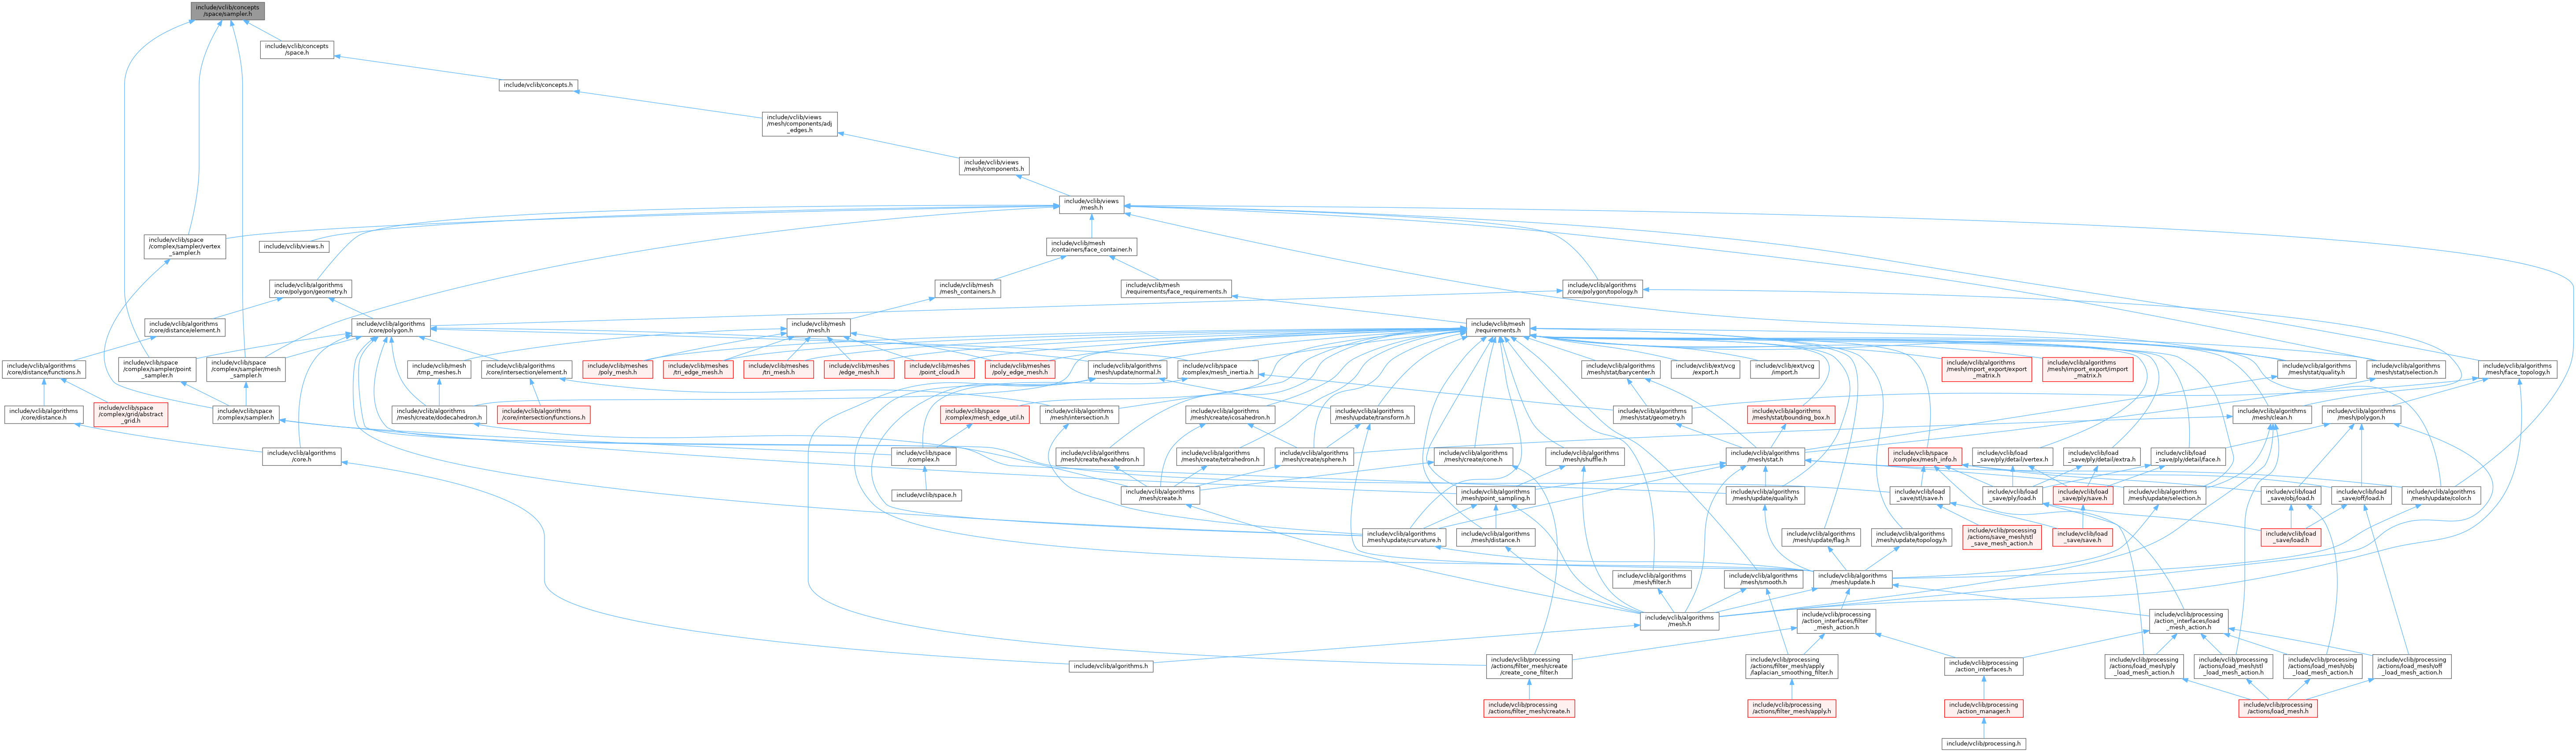 include/vclib/concepts
/space/sampler.h
include/vclib/concepts
/space.h
include/vclib/concepts.h
include/vclib/views
/mesh/components/adj
_edges.h
include/vclib/views
/mesh/components.h
include/vclib/views
/mesh.h
include/vclib/space
/complex/sampler/vertex
_sampler.h
include/vclib/views.h
include/vclib/mesh
/containers/face_container.h
include/vclib/algorithms
/core/polygon/geometry.h
include/vclib/mesh
/mesh_containers.h
include/vclib/mesh
/requirements/face_requirements.h
include/vclib/algorithms
/core/polygon/topology.h
include/vclib/algorithms
/core/distance/element.h
include/vclib/algorithms
/core/polygon.h
include/vclib/mesh
/mesh.h
include/vclib/mesh
/requirements.h
include/vclib/algorithms
/core/distance/functions.h
include/vclib/space
/complex/sampler/point
_sampler.h
include/vclib/space
/complex/sampler/mesh
_sampler.h
include/vclib/mesh
/tmp_meshes.h
include/vclib/algorithms
/core/intersection/element.h
include/vclib/meshes
/poly_mesh.h
include/vclib/meshes
/tri_edge_mesh.h
include/vclib/meshes
/tri_mesh.h
include/vclib/meshes
/edge_mesh.h
include/vclib/meshes
/point_cloud.h
include/vclib/meshes
/poly_edge_mesh.h
include/vclib/algorithms
/mesh/update/normal.h
include/vclib/space
/complex/mesh_inertia.h
include/vclib/algorithms
/mesh/stat/barycenter.h
include/vclib/ext/vcg
/export.h
include/vclib/ext/vcg
/import.h
include/vclib/algorithms
/mesh/import_export/export
_matrix.h
include/vclib/algorithms
/mesh/import_export/import
_matrix.h
include/vclib/algorithms
/mesh/stat/quality.h
include/vclib/algorithms
/mesh/stat/selection.h
include/vclib/algorithms
/mesh/face_topology.h
include/vclib/algorithms
/core/distance.h
include/vclib/space
/complex/grid/abstract
_grid.h
include/vclib/space
/complex/sampler.h
include/vclib/algorithms
/mesh/create/dodecahedron.h
include/vclib/algorithms
/core/intersection/functions.h
include/vclib/space
/complex/mesh_edge_util.h
include/vclib/algorithms
/mesh/intersection.h
include/vclib/algorithms
/mesh/create/icosahedron.h
include/vclib/algorithms
/mesh/update/transform.h
include/vclib/algorithms
/mesh/stat/geometry.h
include/vclib/algorithms
/mesh/stat/bounding_box.h
include/vclib/algorithms
/mesh/clean.h
include/vclib/algorithms
/mesh/polygon.h
include/vclib/algorithms
/core.h
include/vclib/space
/complex.h
include/vclib/algorithms
/mesh/create/hexahedron.h
include/vclib/algorithms
/mesh/create/tetrahedron.h
include/vclib/algorithms
/mesh/create/sphere.h
include/vclib/algorithms
/mesh/create/cone.h
include/vclib/algorithms
/mesh/shuffle.h
include/vclib/algorithms
/mesh/stat.h
include/vclib/space
/complex/mesh_info.h
include/vclib/load
_save/ply/detail/vertex.h
include/vclib/load
_save/ply/detail/extra.h
include/vclib/load
_save/ply/detail/face.h
include/vclib/space.h
include/vclib/algorithms
/mesh/create.h
include/vclib/algorithms
/mesh/point_sampling.h
include/vclib/algorithms
/mesh/update/quality.h
include/vclib/load
_save/stl/save.h
include/vclib/load
_save/ply/load.h
include/vclib/load
_save/ply/save.h
include/vclib/algorithms
/mesh/update/selection.h
include/vclib/load
_save/obj/load.h
include/vclib/load
_save/off/load.h
include/vclib/algorithms
/mesh/update/color.h
include/vclib/algorithms
/mesh/update/curvature.h
include/vclib/algorithms
/mesh/distance.h
include/vclib/algorithms
/mesh/update/flag.h
include/vclib/algorithms
/mesh/update/topology.h
include/vclib/processing
/actions/save_mesh/stl
_save_mesh_action.h
include/vclib/load
_save/save.h
include/vclib/load
_save/load.h
include/vclib/algorithms
/mesh/filter.h
include/vclib/algorithms
/mesh/smooth.h
include/vclib/algorithms
/mesh/update.h
include/vclib/algorithms
/mesh.h
include/vclib/processing
/action_interfaces/filter
_mesh_action.h
include/vclib/processing
/action_interfaces/load
_mesh_action.h
include/vclib/algorithms.h
include/vclib/processing
/actions/filter_mesh/create
/create_cone_filter.h
include/vclib/processing
/actions/filter_mesh/apply
/laplacian_smoothing_filter.h
include/vclib/processing
/action_interfaces.h
include/vclib/processing
/actions/load_mesh/ply
_load_mesh_action.h
include/vclib/processing
/actions/load_mesh/stl
_load_mesh_action.h
include/vclib/processing
/actions/load_mesh/obj
_load_mesh_action.h
include/vclib/processing
/actions/load_mesh/off
_load_mesh_action.h
include/vclib/processing
/actions/filter_mesh/create.h
include/vclib/processing
/actions/filter_mesh/apply.h
include/vclib/processing
/action_manager.h
include/vclib/processing
/actions/load_mesh.h
include/vclib/processing.h